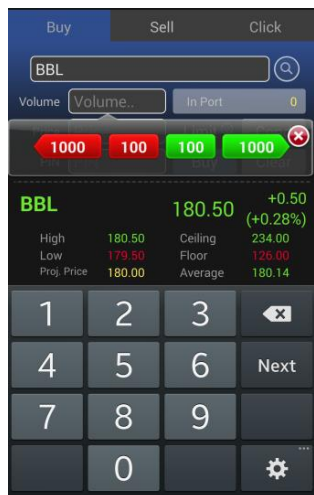 Buy Sell Click
BBL
Volume Volume.. In Port 0
1000 100 100 1000
Buy Clear
BBL 180.50 +0.50
(+0.28%)
High 180.50 Ceiling 234.00
Low 179.50 Floor 126.00
Proj. Price 180.00 Average 180.14
1 2 3
4 5 6 Next
7 8 9
0